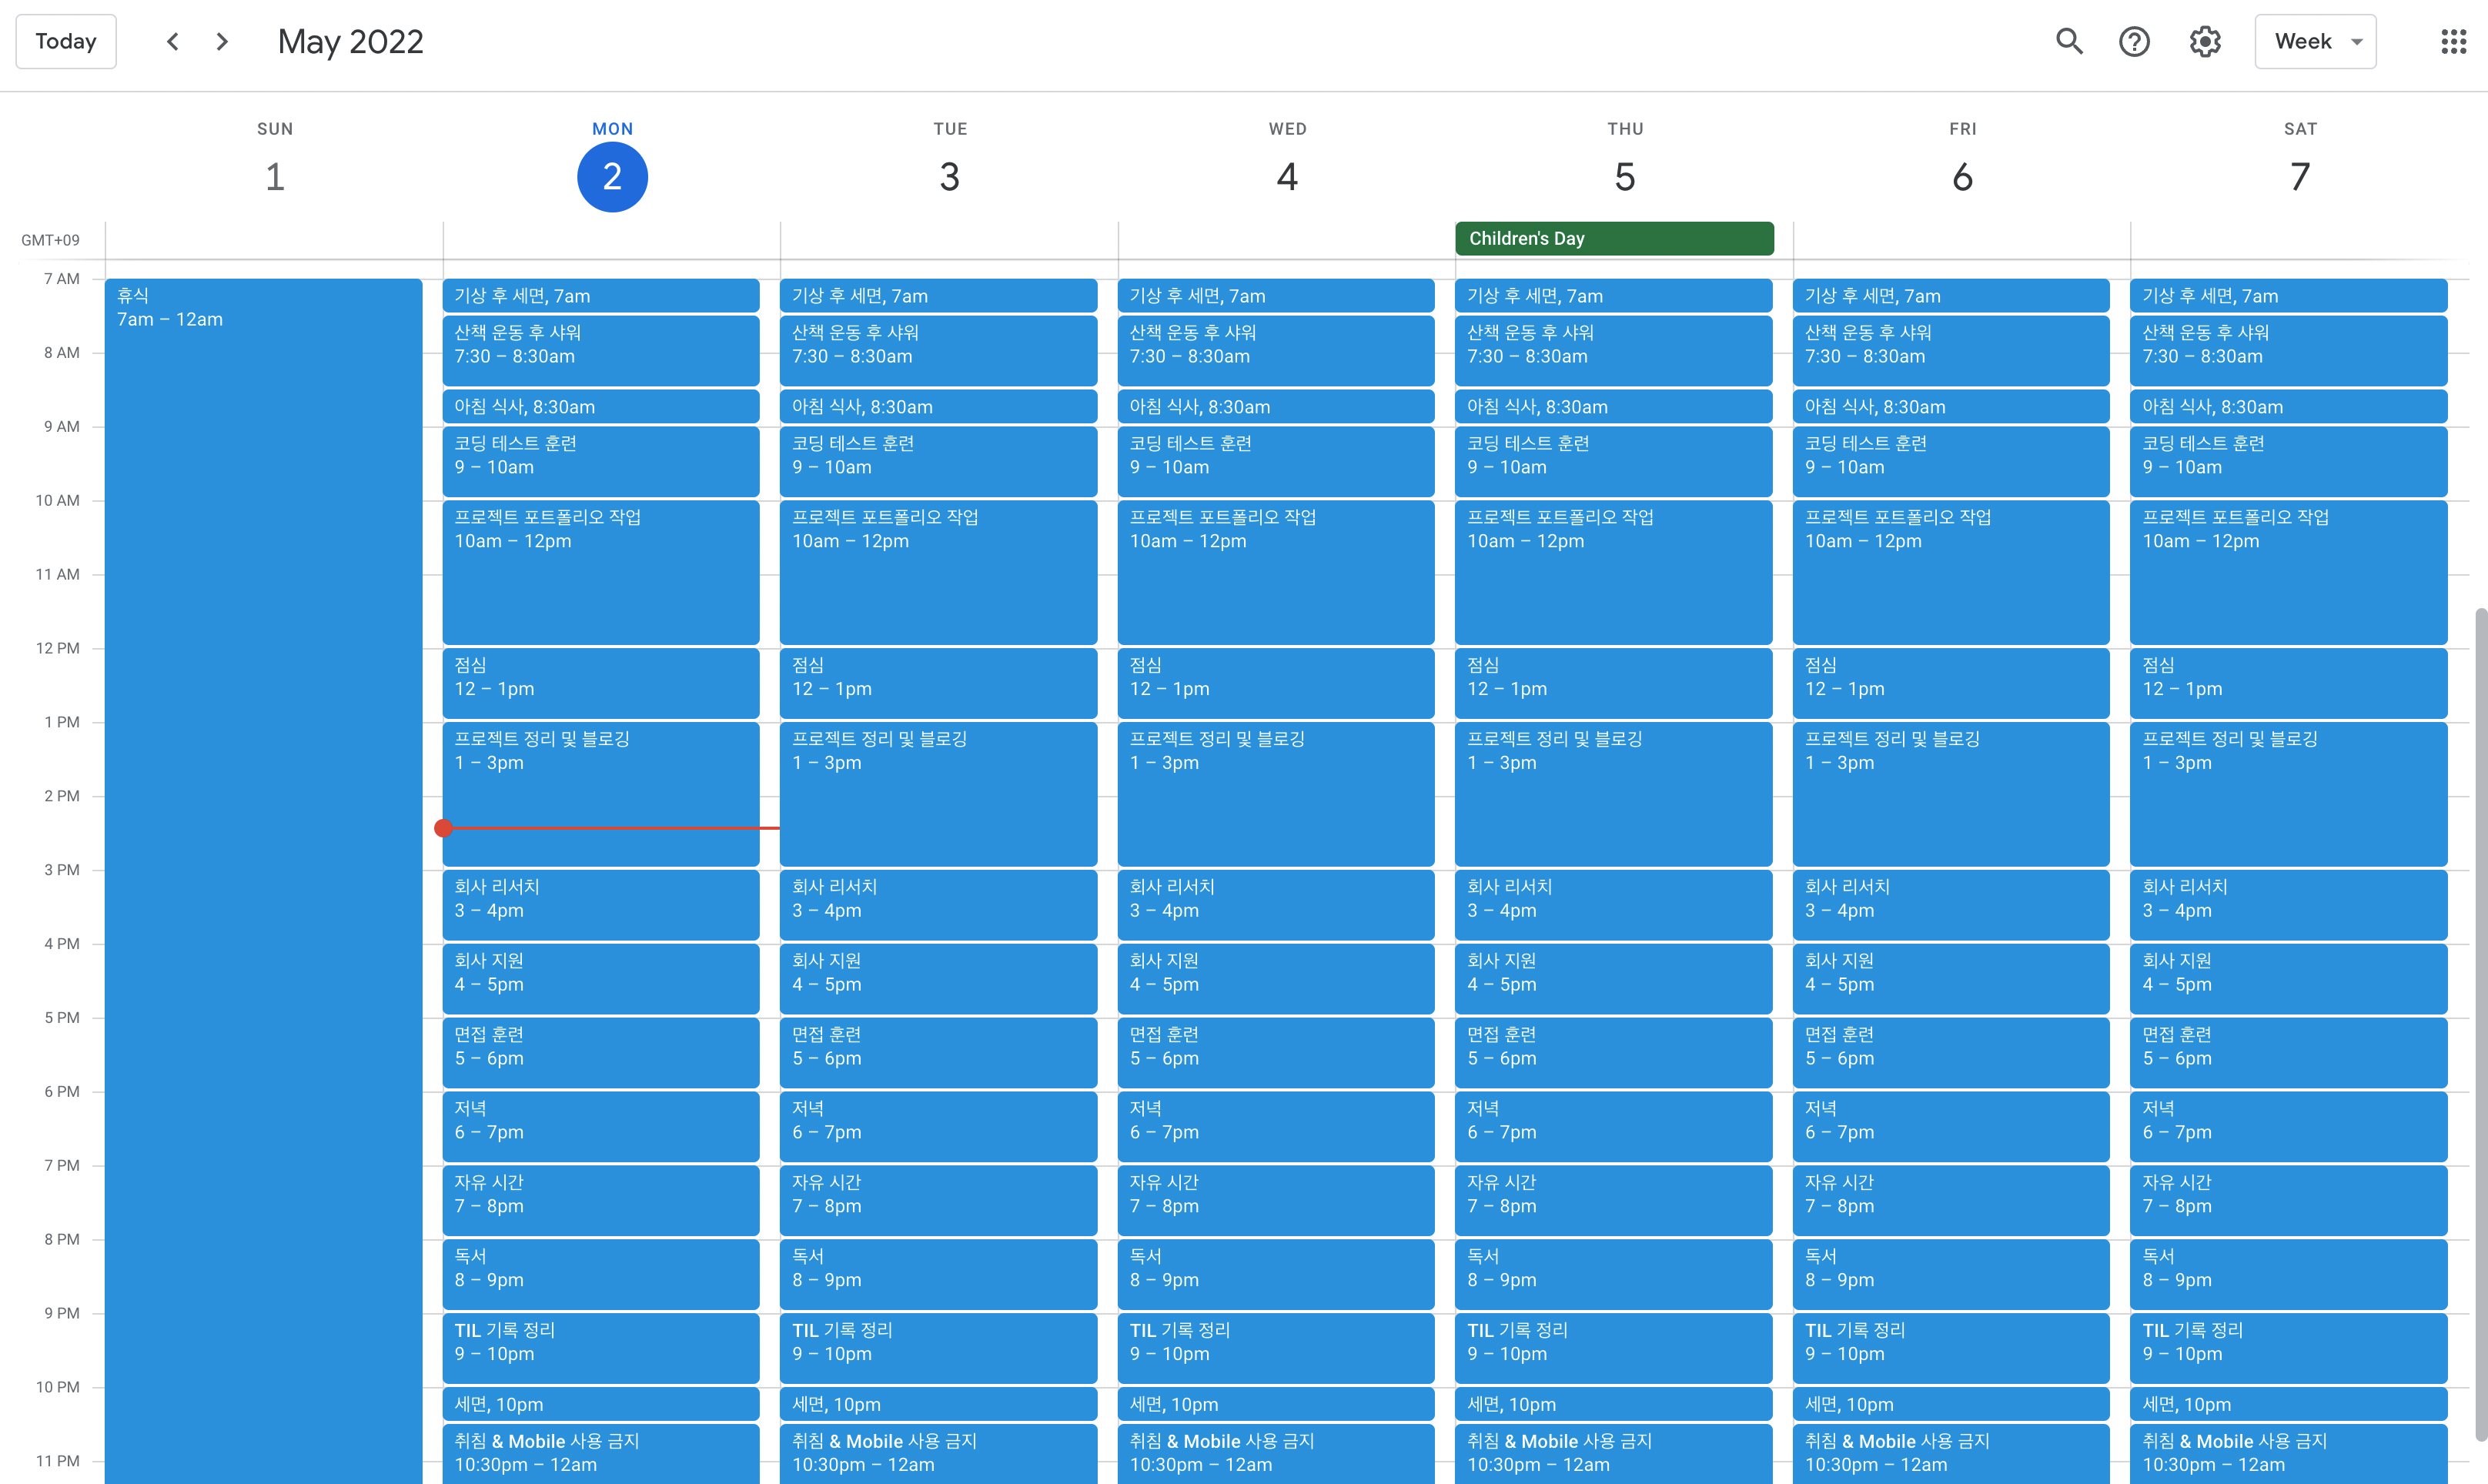 Today
May 2022
Week
SUN
1
MON
2
TUE
3
WED
4
THU
5
FRI
6
SAT
7
GMT+09
Children's Day
7 AM
8 AM
9 AM
10 AM
11 AM
12 PM
1 PM
2 PM
3 PM
4 PM
5 PM
6 PM
7 PM
8 PM
9 PM
10 PM
11 PM
휴식
7am – 12am
기상 후 세면, 7am
산책 운동 후 샤워
7:30 – 8:30am
아침 식사, 8:30am
코딩 테스트 훈련
9 – 10am
프로젝트 포트폴리오 작업
10am – 12pm
점심
12 – 1pm
프로젝트 정리 및 블로깅
1 – 3pm
회사 리서치
3 – 4pm
회사 지원
4 – 5pm
면접 훈련
5 – 6pm
저녁
6 – 7pm
자유 시간
7 – 8pm
독서
8 – 9pm
TIL 기록 정리
9 – 10pm
세면, 10pm
취침 & Mobile 사용 금지
10:30pm – 12am
기상 후 세면, 7am
산책 운동 후 샤워
7:30 – 8:30am
아침 식사, 8:30am
코딩 테스트 훈련
9 – 10am
프로젝트 포트폴리오 작업
10am – 12pm
점심
12 – 1pm
프로젝트 정리 및 블로깅
1 – 3pm
회사 리서치
3 – 4pm
회사 지원
4 – 5pm
면접 훈련
5 – 6pm
저녁
6 – 7pm
자유 시간
7 – 8pm
독서
8 – 9pm
TIL 기록 정리
9 – 10pm
세면, 10pm
취침 & Mobile 사용 금지
10:30pm – 12am
기상 후 세면, 7am
산책 운동 후 샤워
7:30 – 8:30am
아침 식사, 8:30am
코딩 테스트 훈련
9 – 10am
프로젝트 포트폴리오 작업
10am – 12pm
점심
12 – 1pm
프로젝트 정리 및 블로깅
1 – 3pm
회사 리서치
3 – 4pm
회사 지원
4 – 5pm
면접 훈련
5 – 6pm
저녁
6 – 7pm
자유 시간
7 – 8pm
독서
8 – 9pm
TIL 기록 정리
9 – 10pm
세면, 10pm
취침 & Mobile 사용 금지
10:30pm – 12am
기상 후 세면, 7am
산책 운동 후 샤워
7:30 – 8:30am
아침 식사, 8:30am
코딩 테스트 훈련
9 – 10am
프로젝트 포트폴리오 작업
10am – 12pm
점심
12 – 1pm
프로젝트 정리 및 블로깅
1 – 3pm
회사 리서치
3 – 4pm
회사 지원
4 – 5pm
면접 훈련
5 – 6pm
저녁
6 – 7pm
자유 시간
7 – 8pm
독서
8 – 9pm
TIL 기록 정리
9 – 10pm
세면, 10pm
취침 & Mobile 사용 금지
10:30pm – 12am
기상 후 세면, 7am
산책 운동 후 샤워
7:30 – 8:30am
아침 식사, 8:30am
코딩 테스트 훈련
9 – 10am
프로젝트 포트폴리오 작업
10am – 12pm
점심
12 – 1pm
프로젝트 정리 및 블로깅
1 – 3pm
회사 리서치
3 – 4pm
회사 지원
4 – 5pm
면접 훈련
5 – 6pm
저녁
6 – 7pm
자유 시간
7 – 8pm
독서
8 – 9pm
TIL 기록 정리
9 – 10pm
세면, 10pm
취침 & Mobile 사용 금지
10:30pm – 12am
기상 후 세면, 7am
산책 운동 후 샤워
7:30 – 8:30am
아침 식사, 8:30am
코딩 테스트 훈련
9 – 10am
프로젝트 포트폴리오 작업
10am – 12pm
점심
12 – 1pm
프로젝트 정리 및 블로깅
1 – 3pm
회사 리서치
3 – 4pm
회사 지원
4 – 5pm
면접 훈련
5 – 6pm
저녁
6 – 7pm
자유 시간
7 – 8pm
독서
8 – 9pm
TIL 기록 정리
9 – 10pm
세면, 10pm
취침 & Mobile 사용 금지
10:30pm – 12am